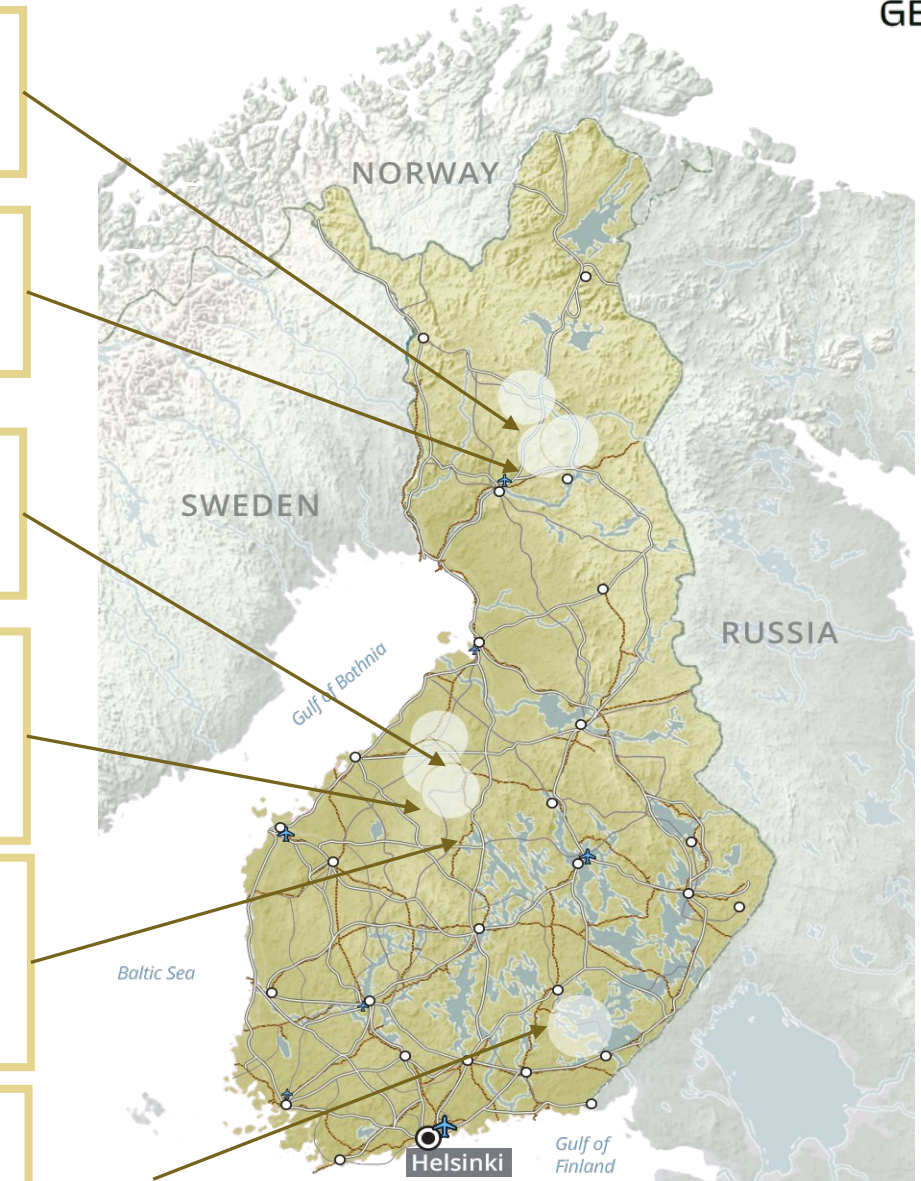 GE
NORWAY
SWEDEN
RUSSIA
Gulf of Bothnia
Baltic Sea
Gulf of
Finland
Helsinki